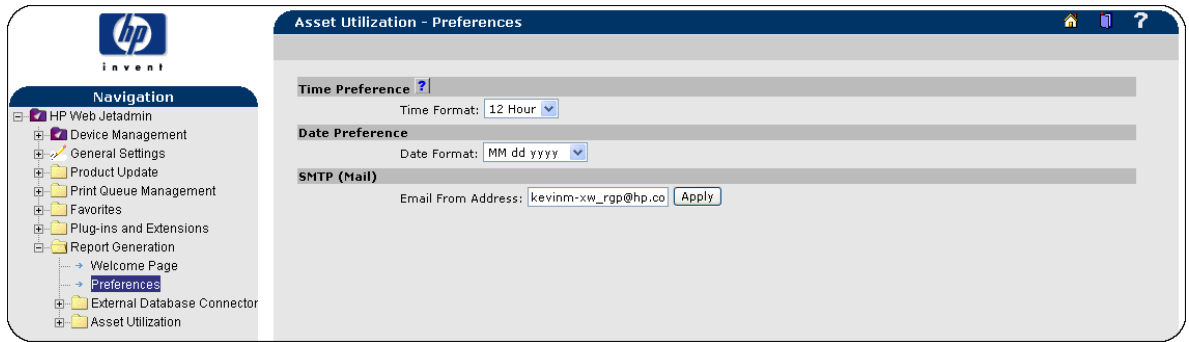 hp
invent
Navigation
HP Web Jetadmin
Device Management
General Settings
Product Update
Print Queue Management
Favorites
Plug-ins and Extensions
Report Generation
Welcome Page
Preferences
External Database Connector
Asset Utilization
Asset Utilization - Preferences
?
Time Preference ?
Time Format: 12 Hour
Date Preference
Date Format: MM dd yyyy
SMTP (Mail)
Email From Address: kevinm-xw_rgp@hp.co Apply